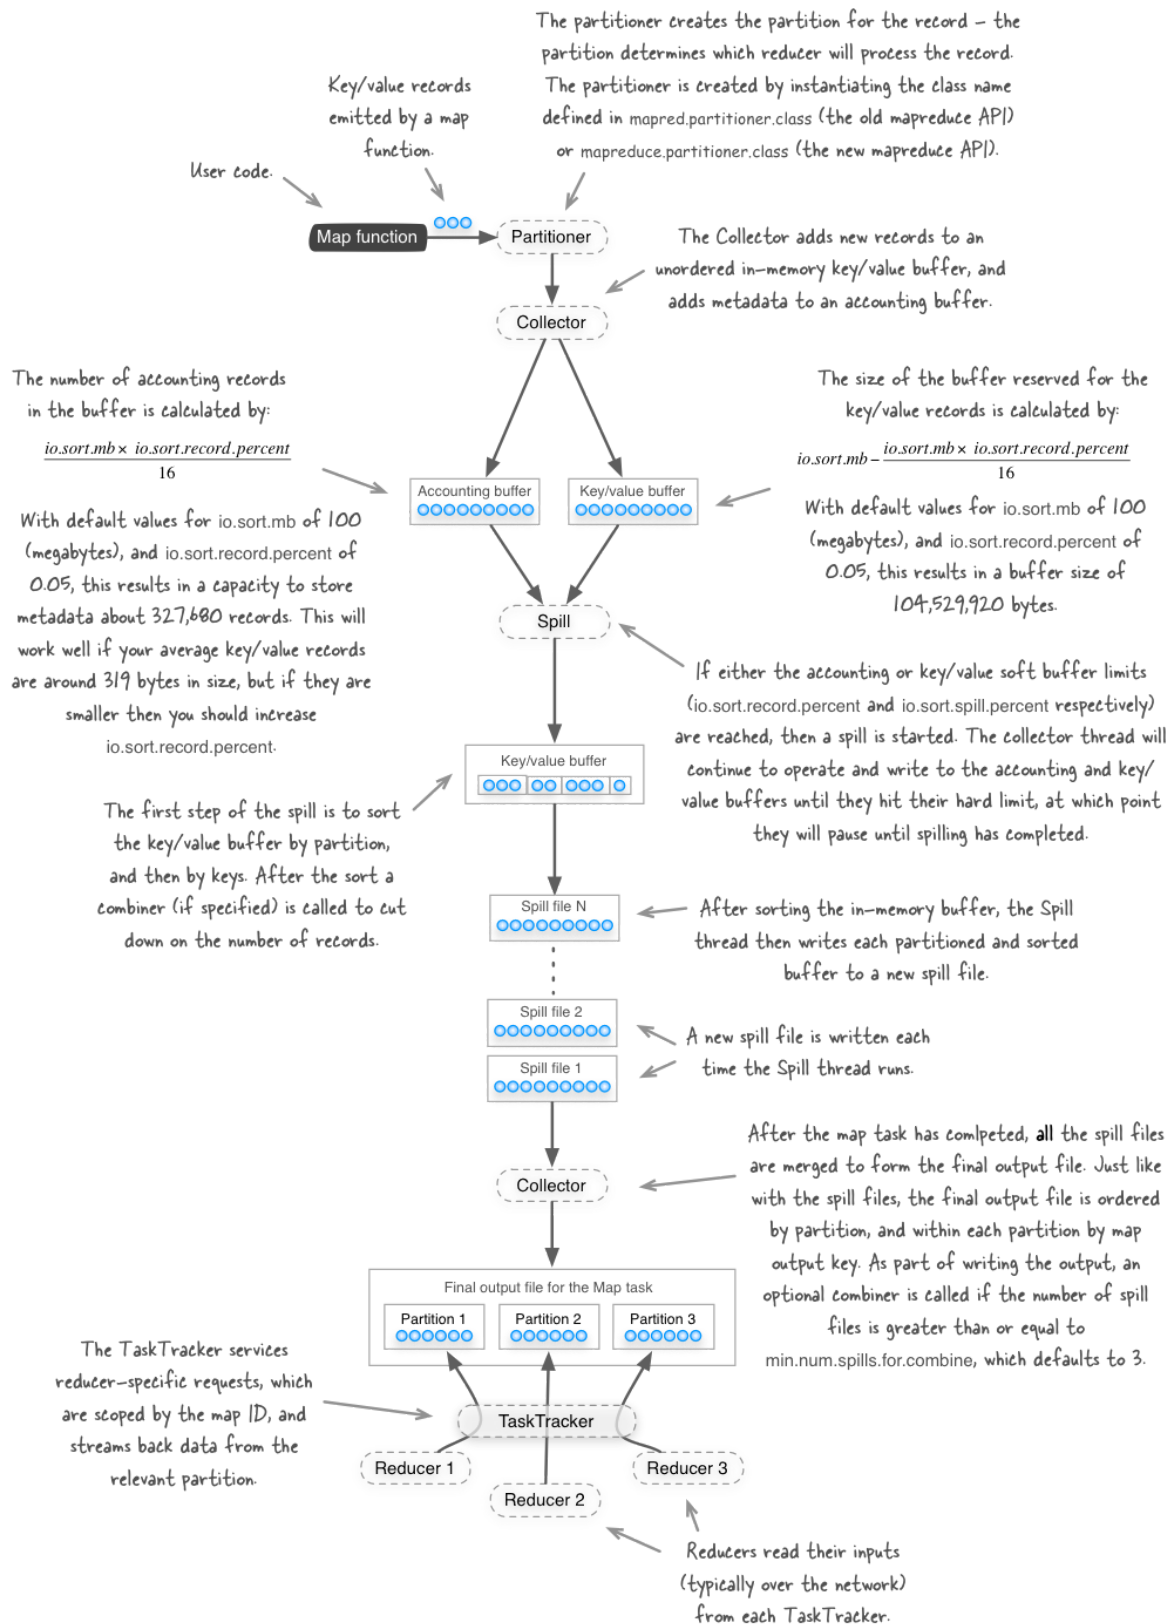 The partitioner creates the partition for the record – the
partition determines which reducer will process the record.
The partitioner is created by instantiating the class name
defined in mapred.partitioner.class (the old mapreduce API)
or mapreduce.partitioner.class (the new mapreduce API).
Key/value records
emitted by a map
function.
User code.
Map function
Partitioner
The Collector adds new records to an
unordered in-memory key/value buffer, and
adds metadata to an accounting buffer.
Collector
The number of accounting records
in the buffer is calculated by:
io.sort.mb × io.sort.record.percent
16
The size of the buffer reserved for the
key/value records is calculated by:
io.sort.mb – io.sort.mb × io.sort.record.percent
16
Accounting buffer
Key/value buffer
With default values for io.sort.mb of 100
(megabytes), and io.sort.record.percent of
0.05, this results in a capacity to store
metadata about 327,680 records. This will
work well if your average key/value records
are around 319 bytes in size, but if they are
smaller then you should increase
io.sort.record.percent.
With default values for io.sort.mb of 100
(megabytes), and io.sort.record.percent of
0.05, this results in a buffer size of
104,529,920 bytes.
Spill
If either the accounting or key/value soft buffer limits
(io.sort.record.percent and io.sort.spill.percent respectively)
are reached, then a spill is started. The collector thread will
continue to operate and write to the accounting and key/
value buffers until they hit their hard limit, at which point
they will pause until spilling has completed.
Key/value buffer
The first step of the spill is to sort
the key/value buffer by partition,
and then by keys. After the sort a
combiner (if specified) is called to cut
down on the number of records.
Spill file N
After sorting the in-memory buffer, the Spill
thread then writes each partitioned and sorted
buffer to a new spill file.
Spill file 2
Spill file 1
A new spill file is written each
time the Spill thread runs.
Collector
After the map task has comlpeted, all the spill files
are merged to form the final output file. Just like
with the spill files, the final output file is ordered
by partition, and within each partition by map
output key. As part of writing the output, an
optional combiner is called if the number of spill
files is greater than or equal to
min.num.spills.for.combine, which defaults to 3.
Final output file for the Map task
Partition 1
Partition 2
Partition 3
The TaskTracker services
reducer-specific requests, which
are scoped by the map ID, and
streams back data from the
relevant partition.
TaskTracker
Reducer 1
Reducer 3
Reducer 2
Reducers read their inputs
(typically over the network)
from each TaskTracker.